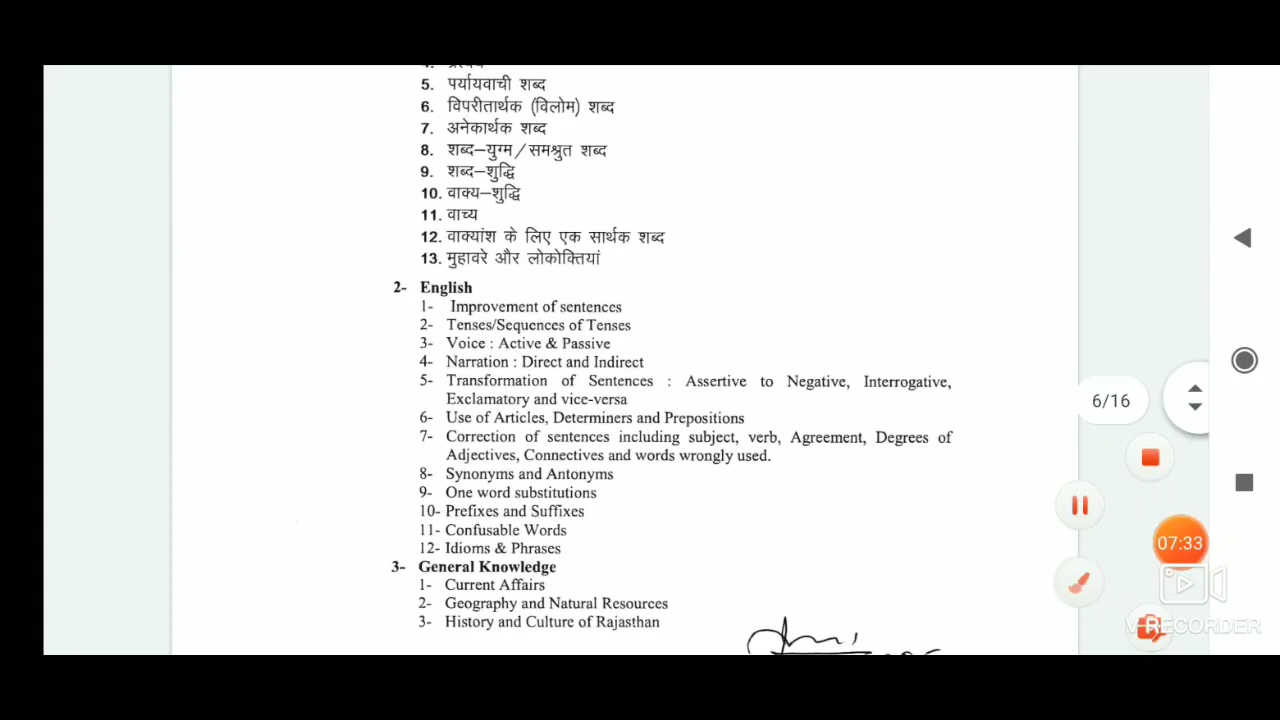 5. पर्यायवाची शब्द
6. विपरीतार्थक (विलोम) शब्द
7. अनेकार्थक शब्द
8. शब्द–युग्म/समश्रुत शब्द
9. शब्द–शुद्धि
10. वाक्य–शुद्धि
11. वाच्य
12. वाक्यांश के लिए एक सार्थक शब्द
13. मुहावरे और लोकोक्तियां
2- English
1- Improvement of sentences
2- Tenses/Sequences of Tenses
3- Voice : Active & Passive
4- Narration : Direct and Indirect
5- Transformation of Sentences : Assertive to Negative, Interrogative,
Exclamatory and vice-versa
6- Use of Articles, Determiners and Prepositions
7- Correction of sentences including subject, verb, Agreement, Degrees of
Adjectives, Connectives and words wrongly used.
8- Synonyms and Antonyms
9- One word substitutions
10- Prefixes and Suffixes
11- Confusable Words
12- Idioms & Phrases
3- General Knowledge
1- Current Affairs
2- Geography and Natural Resources
3- History and Culture of Rajasthan
6/16
07:33
V RECORDER